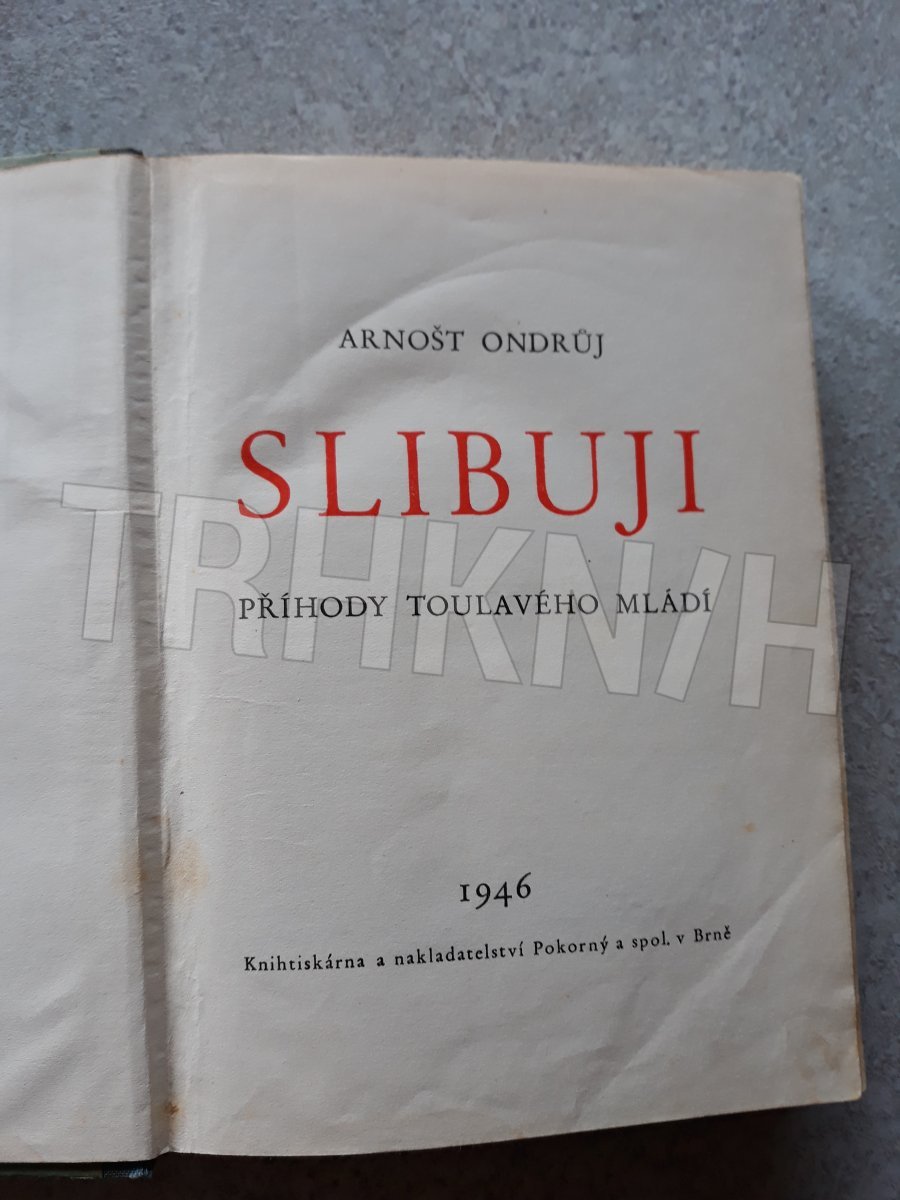 ARNOŠT ONDRŮJ
SLIBUJI
TRHKNIH
PŘÍHODY TOULAVÉHO MLÁDÍ
1946
Knihtiskárna a nakladatelství Pokorný a spol. v Brně